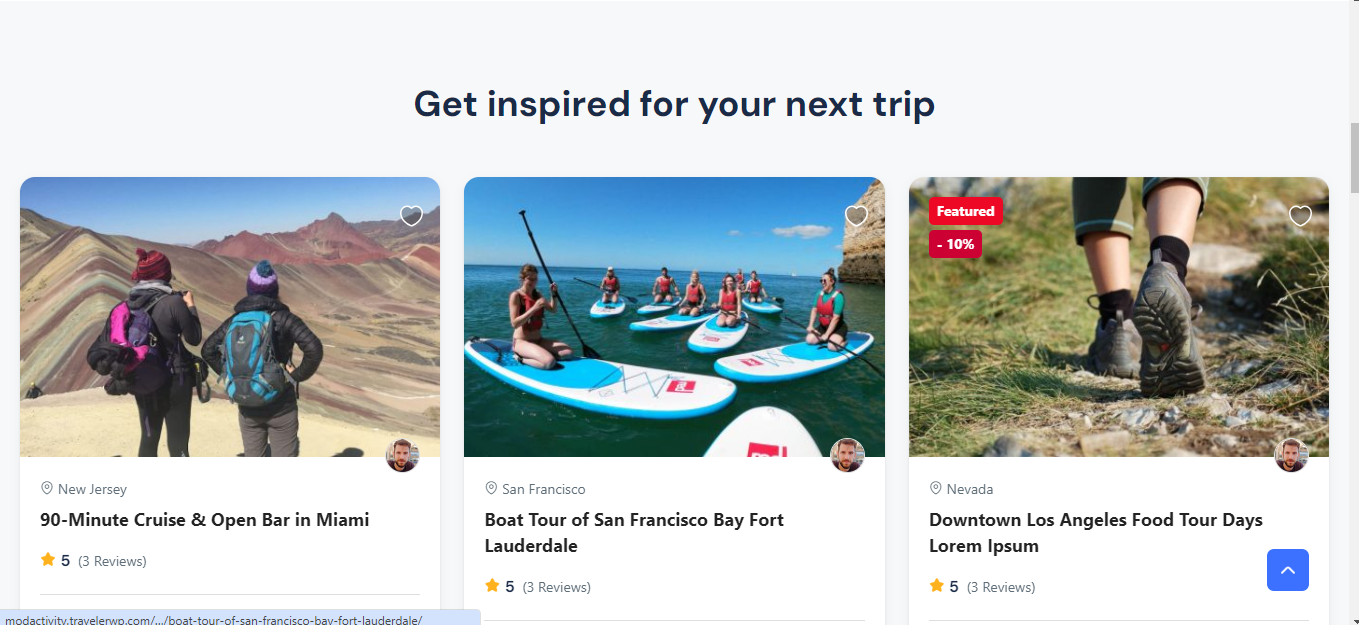 Get inspired for your next trip
Featured
- 10%
New Jersey
90-Minute Cruise & Open Bar in Miami
5 (3 Reviews)
San Francisco
Boat Tour of San Francisco Bay Fort
Lauderdale
5 (3 Reviews)
Nevada
Downtown Los Angeles Food Tour Days
Lorem Ipsum
5 (3 Reviews)
modactivity.travelerwp.com/.../boat-tour-of-san-francisco-bay-fort-lauderdale/